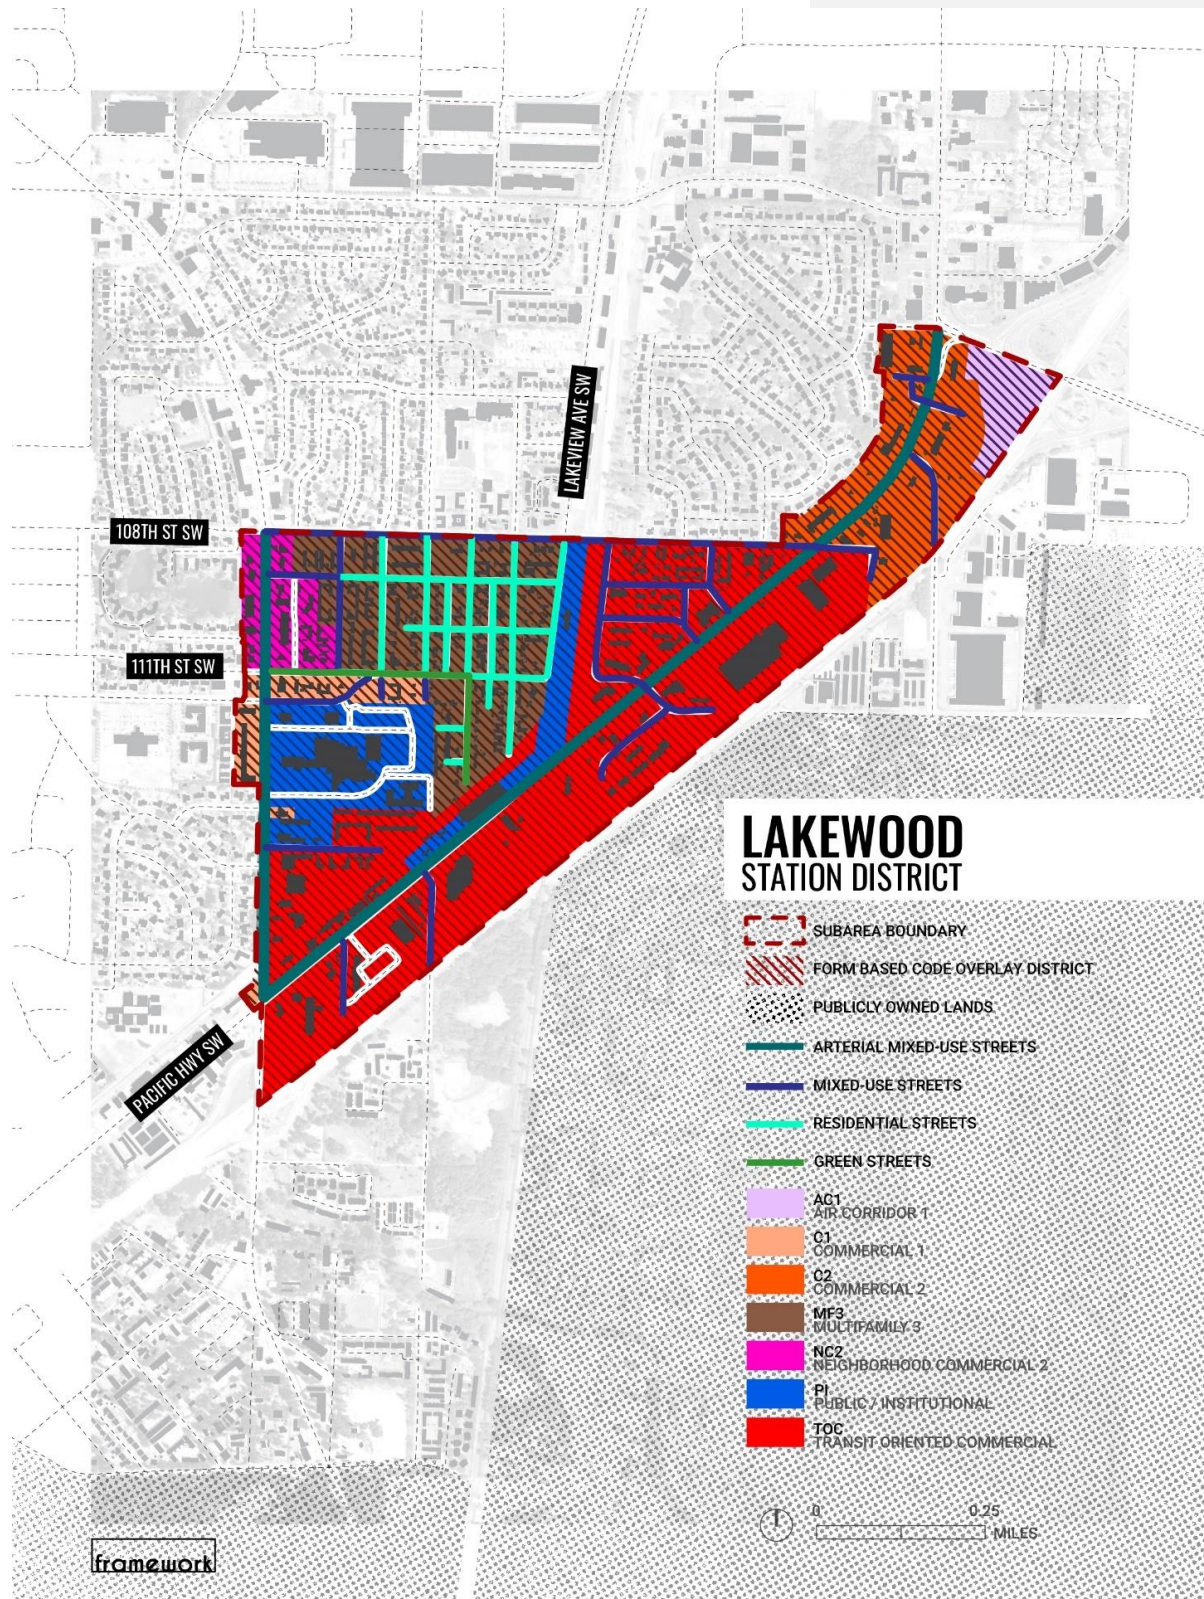 LAKEVIEW AVE SW
108TH ST SW
111TH ST SW
PACIFIC HWY SW
LAKEWOOD
STATION DISTRICT
SUBAREA BOUNDARY
FORM BASED CODE OVERLAY DISTRICT
PUBLICLY OWNED LANDS
ARTERIAL MIXED-USE STREETS
MIXED-USE STREETS
RESIDENTIAL STREETS
GREEN STREETS
AC1
AIR CORRIDOR 1
C1
COMMERCIAL 1
C2
COMMERCIAL 2
MF3
MULTIFAMILY 3
NC2
NEIGHBORHOOD COMMERCIAL 2
PI
PUBLIC / INSTITUTIONAL
TOC
TRANSIT ORIENTED COMMERCIAL
0 0.25
MILES
framework